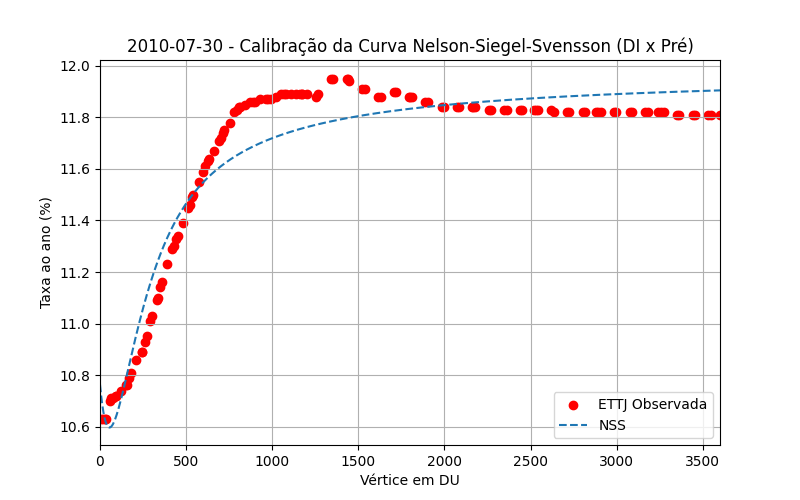 2010-07-30 - Calibração da Curva Nelson-Siegel-Svensson (DI x Pré)
Taxa ao ano (%)
12.0
11.8
11.6
11.4
11.2
11.0
10.8
10.6
ETTJ Observada
NSS
0 500 1000 1500 2000 2500 3000 3500
Vértice em DU